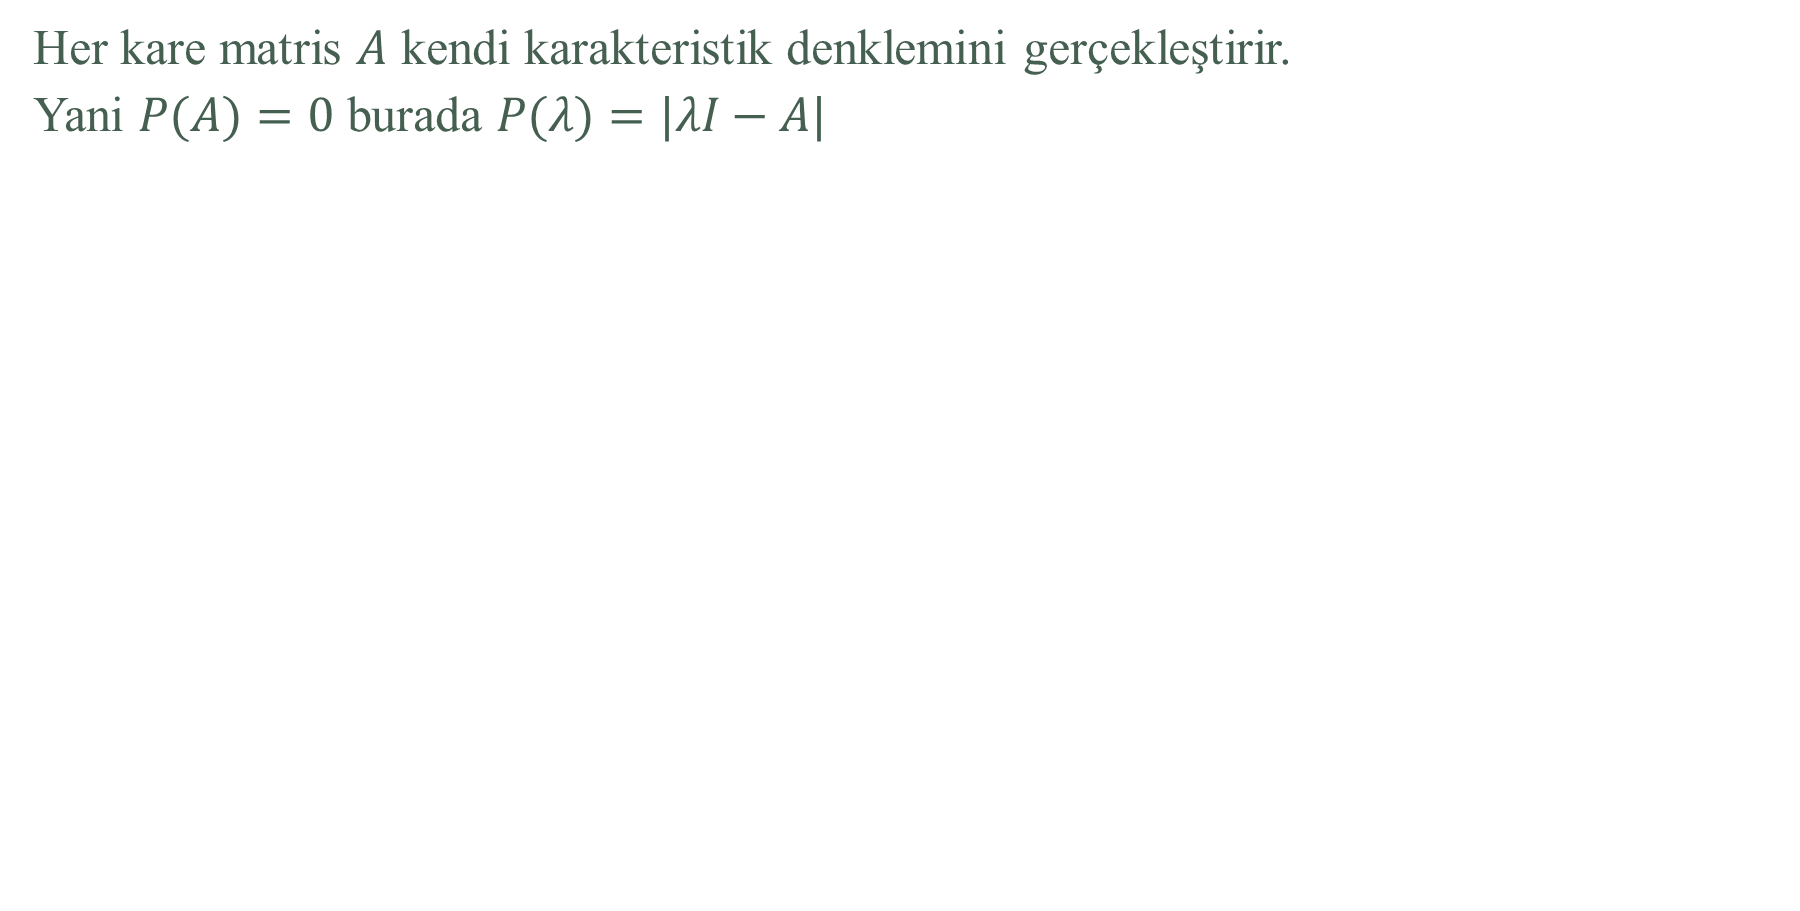 Her kare matris A kendi karakteristik denklemini gerçekleştirir.
Yani P(A) = 0 burada P(λ) = |λI − A|